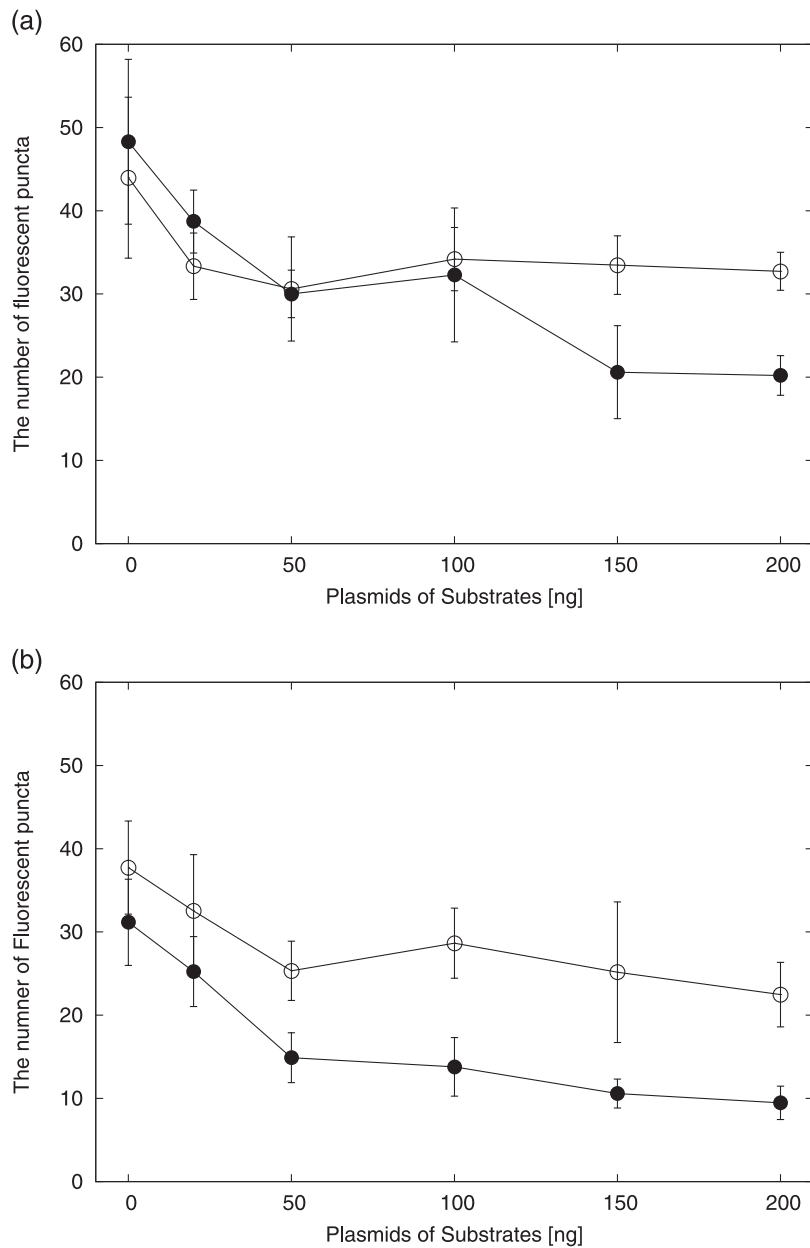 (a)
60
50
40
30
20
10
0
The number of fluorescent puncta
0 50 100 150 200
Plasmids of Substrates [ng]
(b)
60
50
40
30
20
10
0
The numner of Fluorescent puncta
0 50 100 150 200
Plasmids of Substrates [ng]